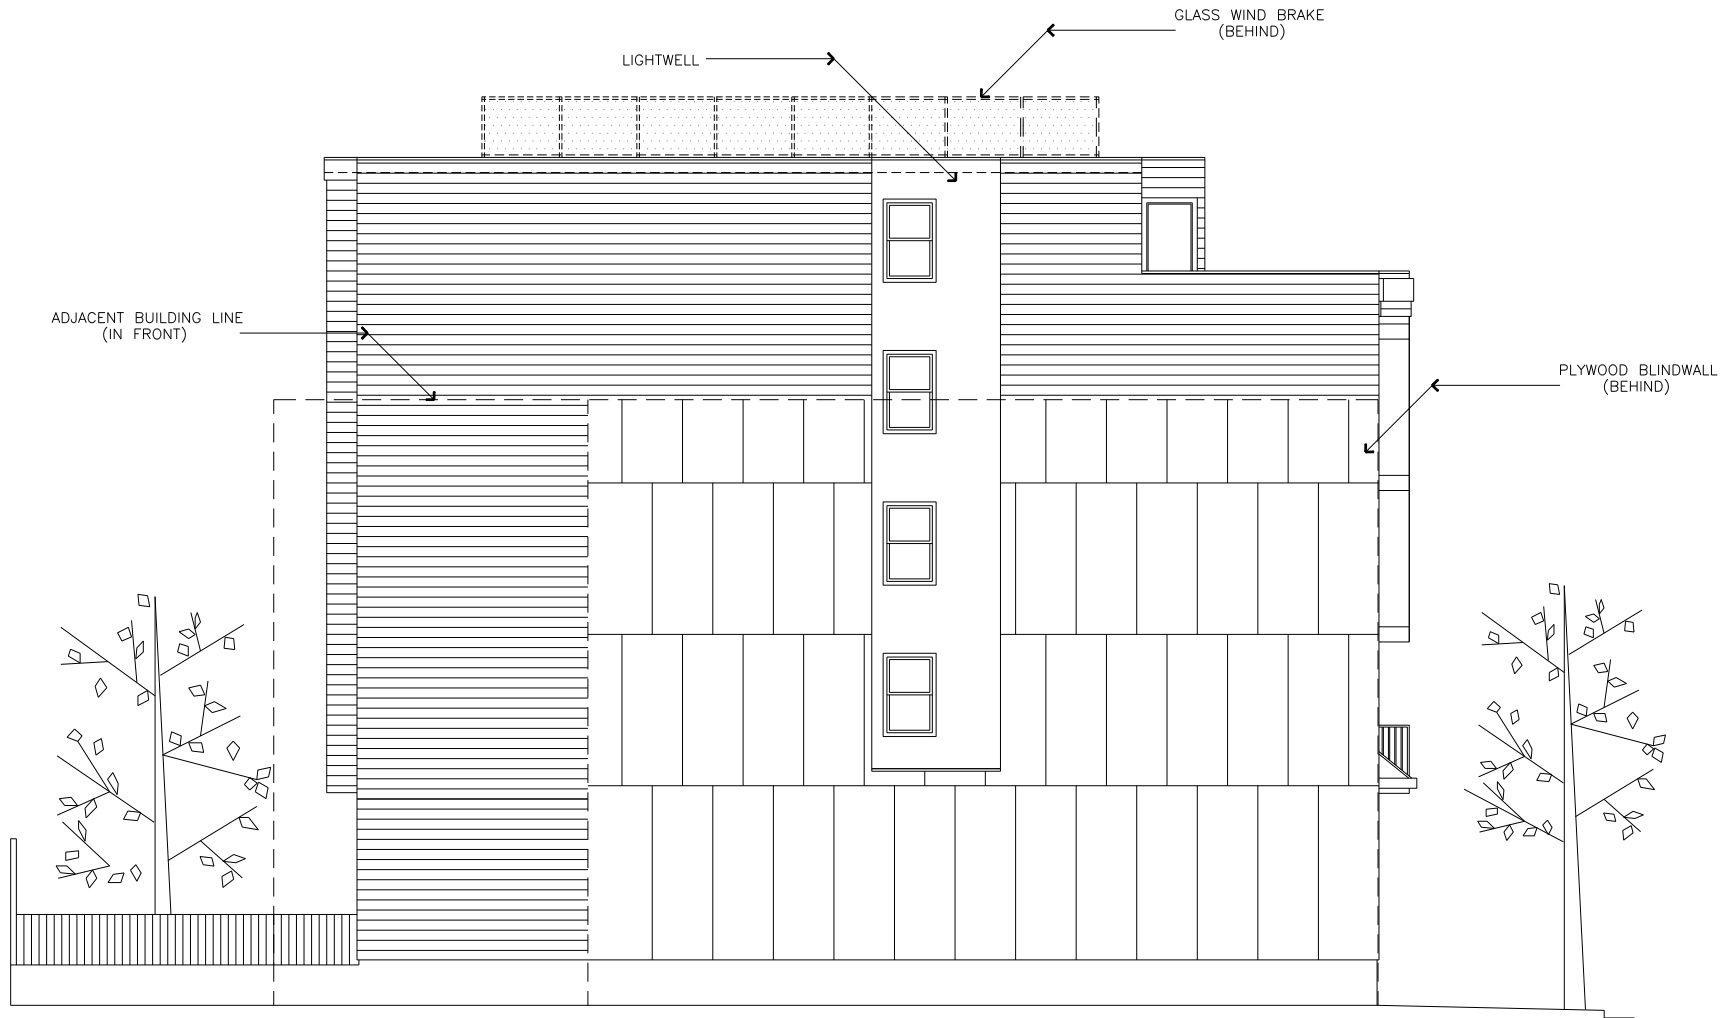 GLASS WIND BRAKE
(BEHIND)
LIGHTWELL
ADJACENT BUILDING LINE
(IN FRONT)
PLYWOOD BLINDWALL
(BEHIND)